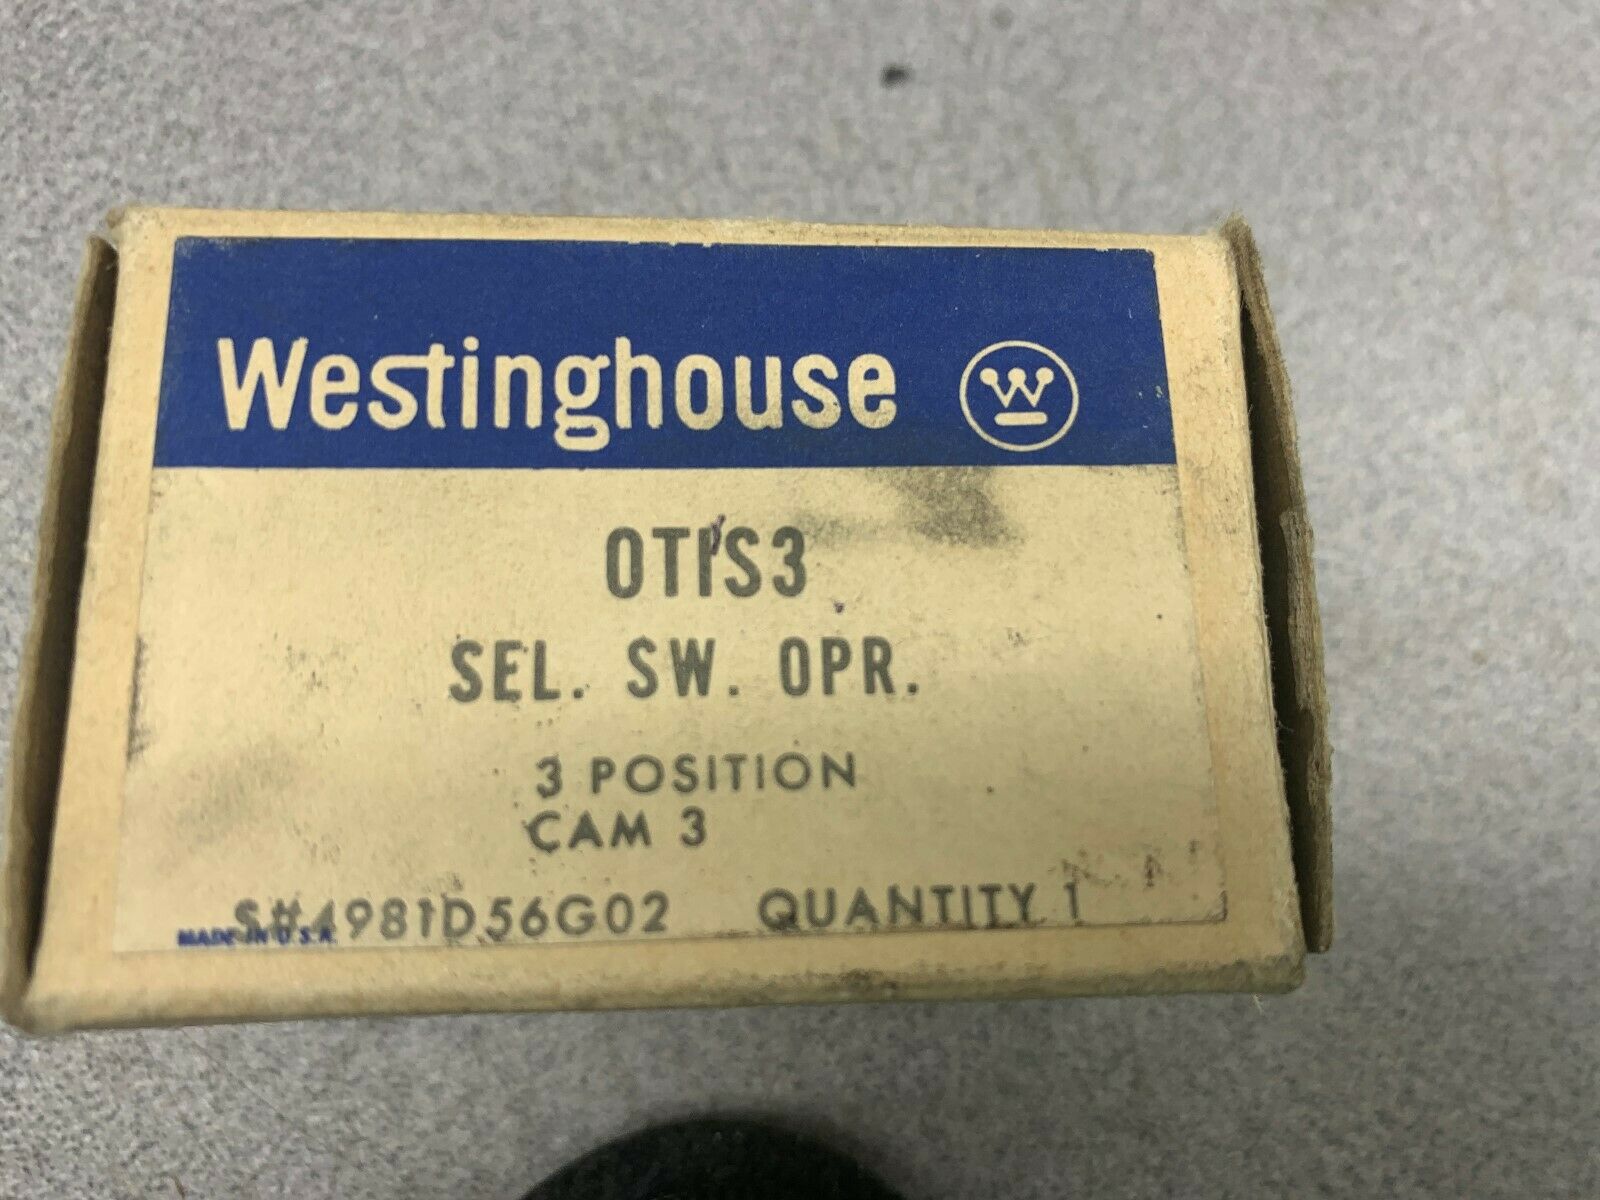 Westinghouse W
OT1S3
SEL. SW. OPR.
3 POSITION
CAM 3
S#4981D56G02 QUANTITY 1
MADE IN U.S.A.